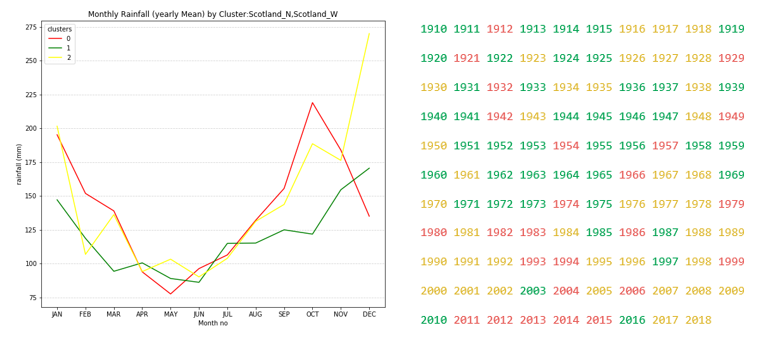 Monthly Rainfall (yearly Mean) by Cluster:Scotland_N,Scotland_W
clusters
0
1
2
275
250
225
200
175
150
125
100
75
rainfall (mm)
JAN FEB MAR APR MAY JUN JUL AUG SEP OCT NOV DEC
Month no
1910 1911 1912 1913 1914 1915 1916 1917 1918 1919
1920 1921 1922 1923 1924 1925 1926 1927 1928 1929
1930 1931 1932 1933 1934 1935 1936 1937 1938 1939
1940 1941 1942 1943 1944 1945 1946 1947 1948 1949
1950 1951 1952 1953 1954 1955 1956 1957 1958 1959
1960 1961 1962 1963 1964 1965 1966 1967 1968 1969
1970 1971 1972 1973 1974 1975 1976 1977 1978 1979
1980 1981 1982 1983 1984 1985 1986 1987 1988 1989
1990 1991 1992 1993 1994 1995 1996 1997 1998 1999
2000 2001 2002 2003 2004 2005 2006 2007 2008 2009
2010 2011 2012 2013 2014 2015 2016 2017 2018